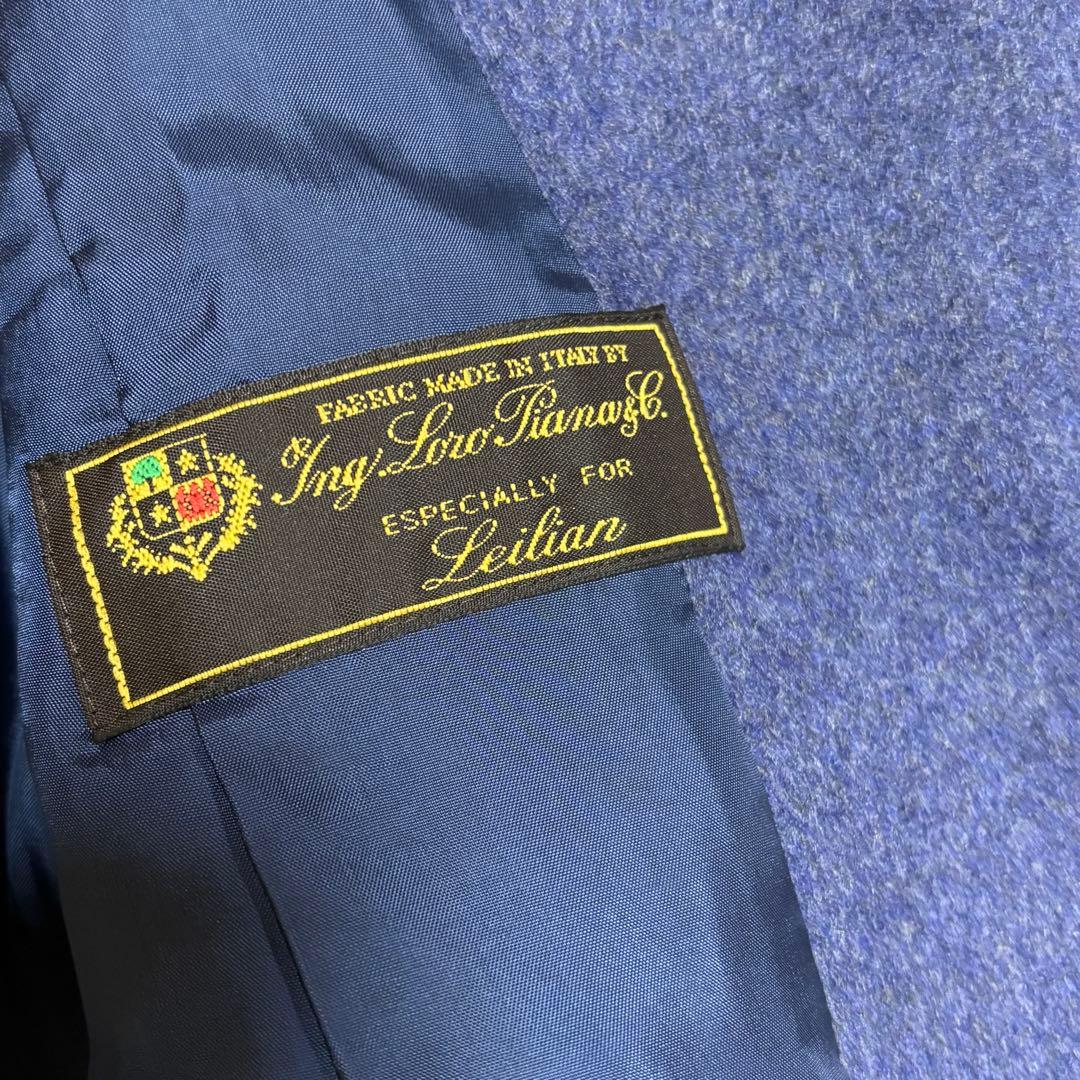 FABRIC MADE IN ITALY BY
Ing. Loro Piana & C.
ESPECIALLY FOR
Leilian